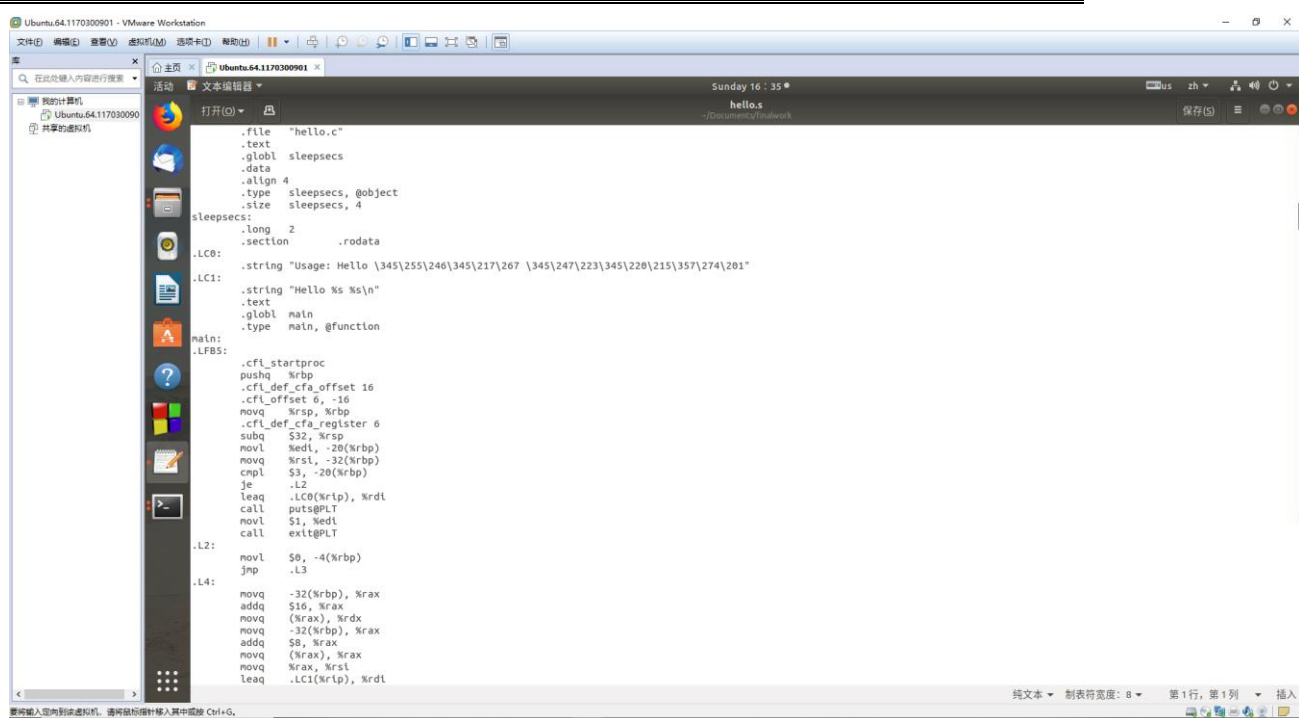 Ubuntu.64.1170300901 - VMware Workstation
文件(F) 编辑(E) 查看(V) 虚拟机(M) 选项卡(T) 帮助(H)
库
在此处键入内容进行搜索
我的计算机
Ubuntu.64.117030090
共享的虚拟机
主页 Ubuntu.64.1170300901
活动 文本编辑器 Sunday 16：35 us zh
打开(O) hello.s 保存(S)
~/Documents/finalwork
.file "hello.c"
.text
.globl sleepsecs
.data
.align 4
.type sleepsecs, @object
.size sleepsecs, 4
sleepsecs:
.long 2
.section .rodata
.LC0:
.string "Usage: Hello \345\255\246\345\217\267 \345\247\223\345\220\215\357\274\201"
.LC1:
.string "Hello %s %s\n"
.text
.globl main
.type main, @function
main:
.LFB5:
.cfi_startproc
pushq %rbp
.cfi_def_cfa_offset 16
.cfi_offset 6, -16
movq %rsp, %rbp
.cfi_def_cfa_register 6
subq $32, %rsp
movl %edi, -20(%rbp)
movq %rsi, -32(%rbp)
cmpl $3, -20(%rbp)
je .L2
leaq .LC0(%rip), %rdi
call puts@PLT
movl $1, %edi
call exit@PLT
.L2:
movl $0, -4(%rbp)
jmp .L3
.L4:
movq -32(%rbp), %rax
addq $16, %rax
movq (%rax), %rdx
movq -32(%rbp), %rax
addq $8, %rax
movq (%rax), %rax
movq %rax, %rsi
leaq .LC1(%rip), %rdi
纯文本 制表符宽度：8 第1行，第1列 插入
要将输入定向到该虚拟机，请将鼠标指针移入其中或按 Ctrl+G。